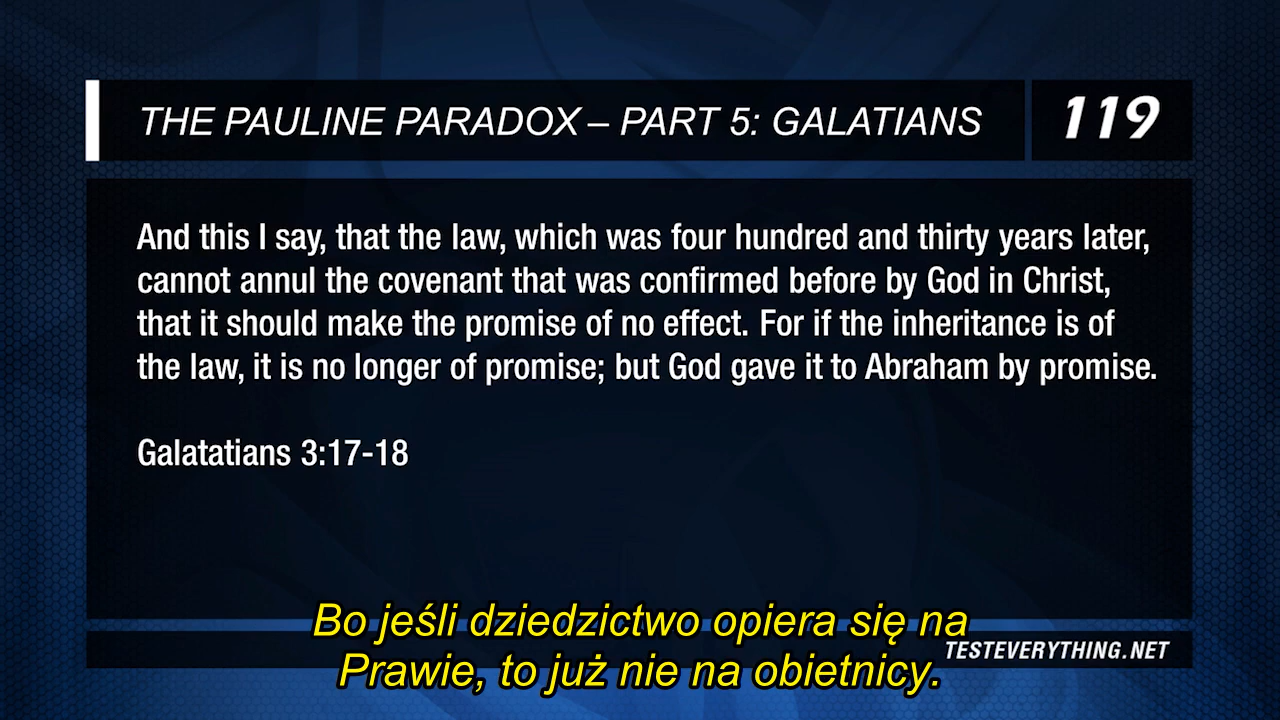 THE PAULINE PARADOX – PART 5: GALATIANS
119
And this I say, that the law, which was four hundred and thirty years later,
cannot annul the covenant that was confirmed before by God in Christ,
that it should make the promise of no effect. For if the inheritance is of
the law, it is no longer of promise; but God gave it to Abraham by promise.
Galatatians 3:17-18
Bo jeśli dziedzictwo opiera się na
Prawie, to już nie na obietnicy.
TESTEVERYTHING.NET